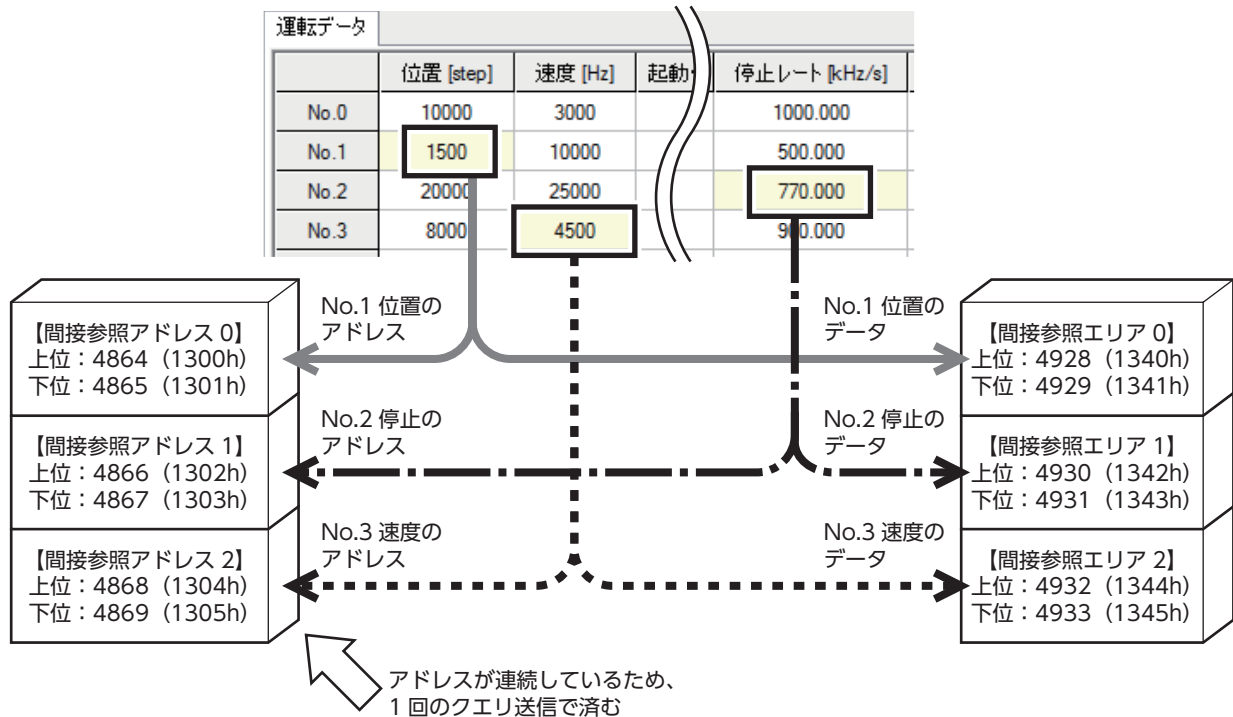 運転データ
位置 [step] 速度 [Hz] 起動 停止レート [kHz/s]
No.0 10000 3000 1000.000
No.1 1500 10000 500.000
No.2 20000 25000 770.000
No.3 8000 4500 900.000
No.1 位置の
アドレス
No.1 位置の
データ
【間接参照アドレス 0】
上位：4864（1300h）
下位：4865（1301h）
【間接参照エリア 0】
上位：4928（1340h）
下位：4929（1341h）
No.2 停止の
アドレス
No.2 停止の
データ
【間接参照アドレス 1】
上位：4866（1302h）
下位：4867（1303h）
【間接参照エリア 1】
上位：4930（1342h）
下位：4931（1343h）
No.3 速度の
アドレス
No.3 速度の
データ
【間接参照アドレス 2】
上位：4868（1304h）
下位：4869（1305h）
【間接参照エリア 2】
上位：4932（1344h）
下位：4933（1345h）
アドレスが連続しているため、
1 回のクエリ送信で済む